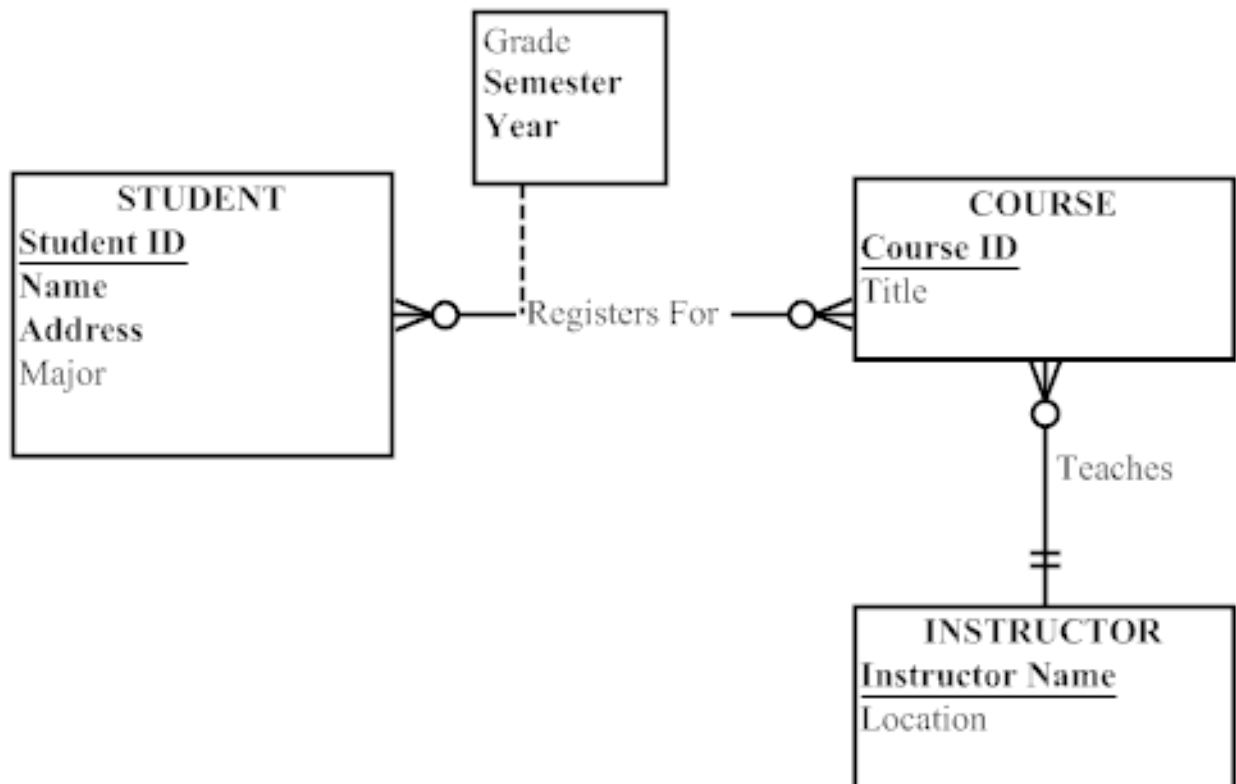 Grade
Semester
Year
STUDENT
Student ID
Name
Address
Major
Registers For
COURSE
Course ID
Title
Teaches
INSTRUCTOR
Instructor Name
Location